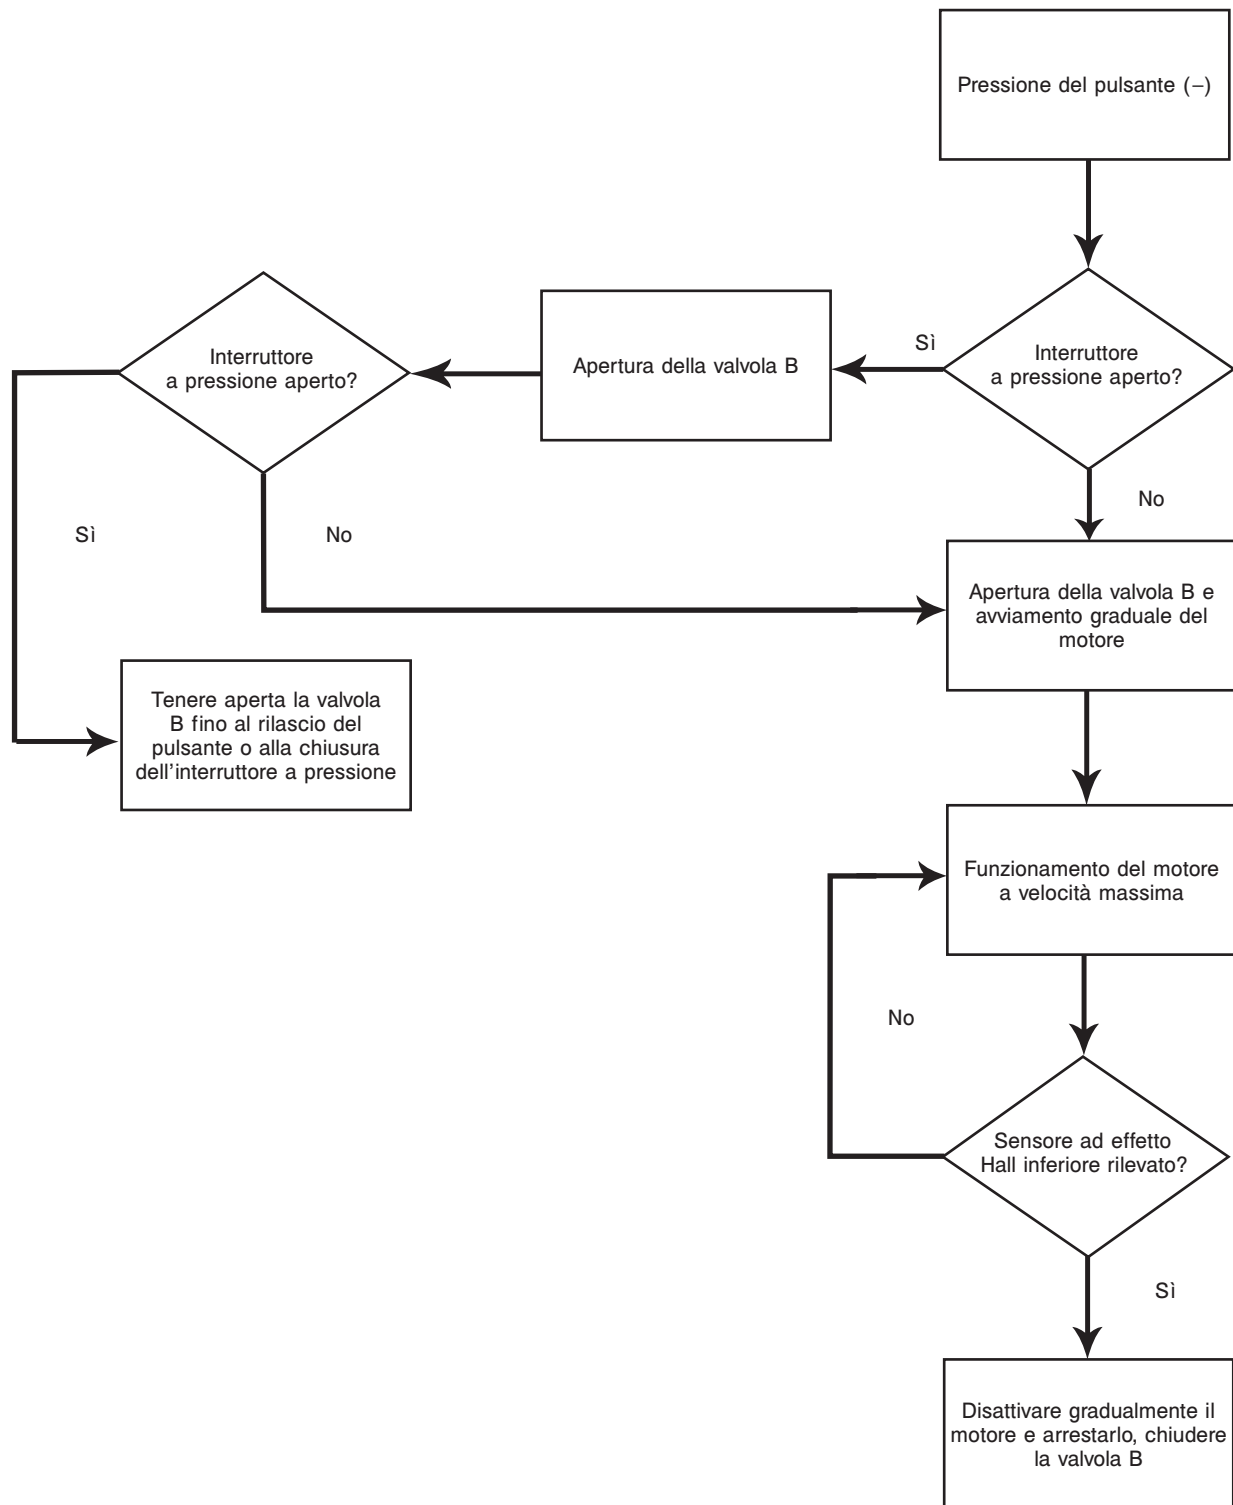 Pressione del pulsante (–)
Sì
Interruttore
a pressione aperto?
Apertura della valvola B
Interruttore
a pressione aperto?
No
Sì
No
Apertura della valvola B e
avviamento graduale del
motore
Tenere aperta la valvola
B fino al rilascio del
pulsante o alla chiusura
dell'interruttore a pressione
Funzionamento del motore
a velocità massima
No
Sensore ad effetto
Hall inferiore rilevato?
Sì
Disattivare gradualmente il
motore e arrestarlo, chiudere
la valvola B